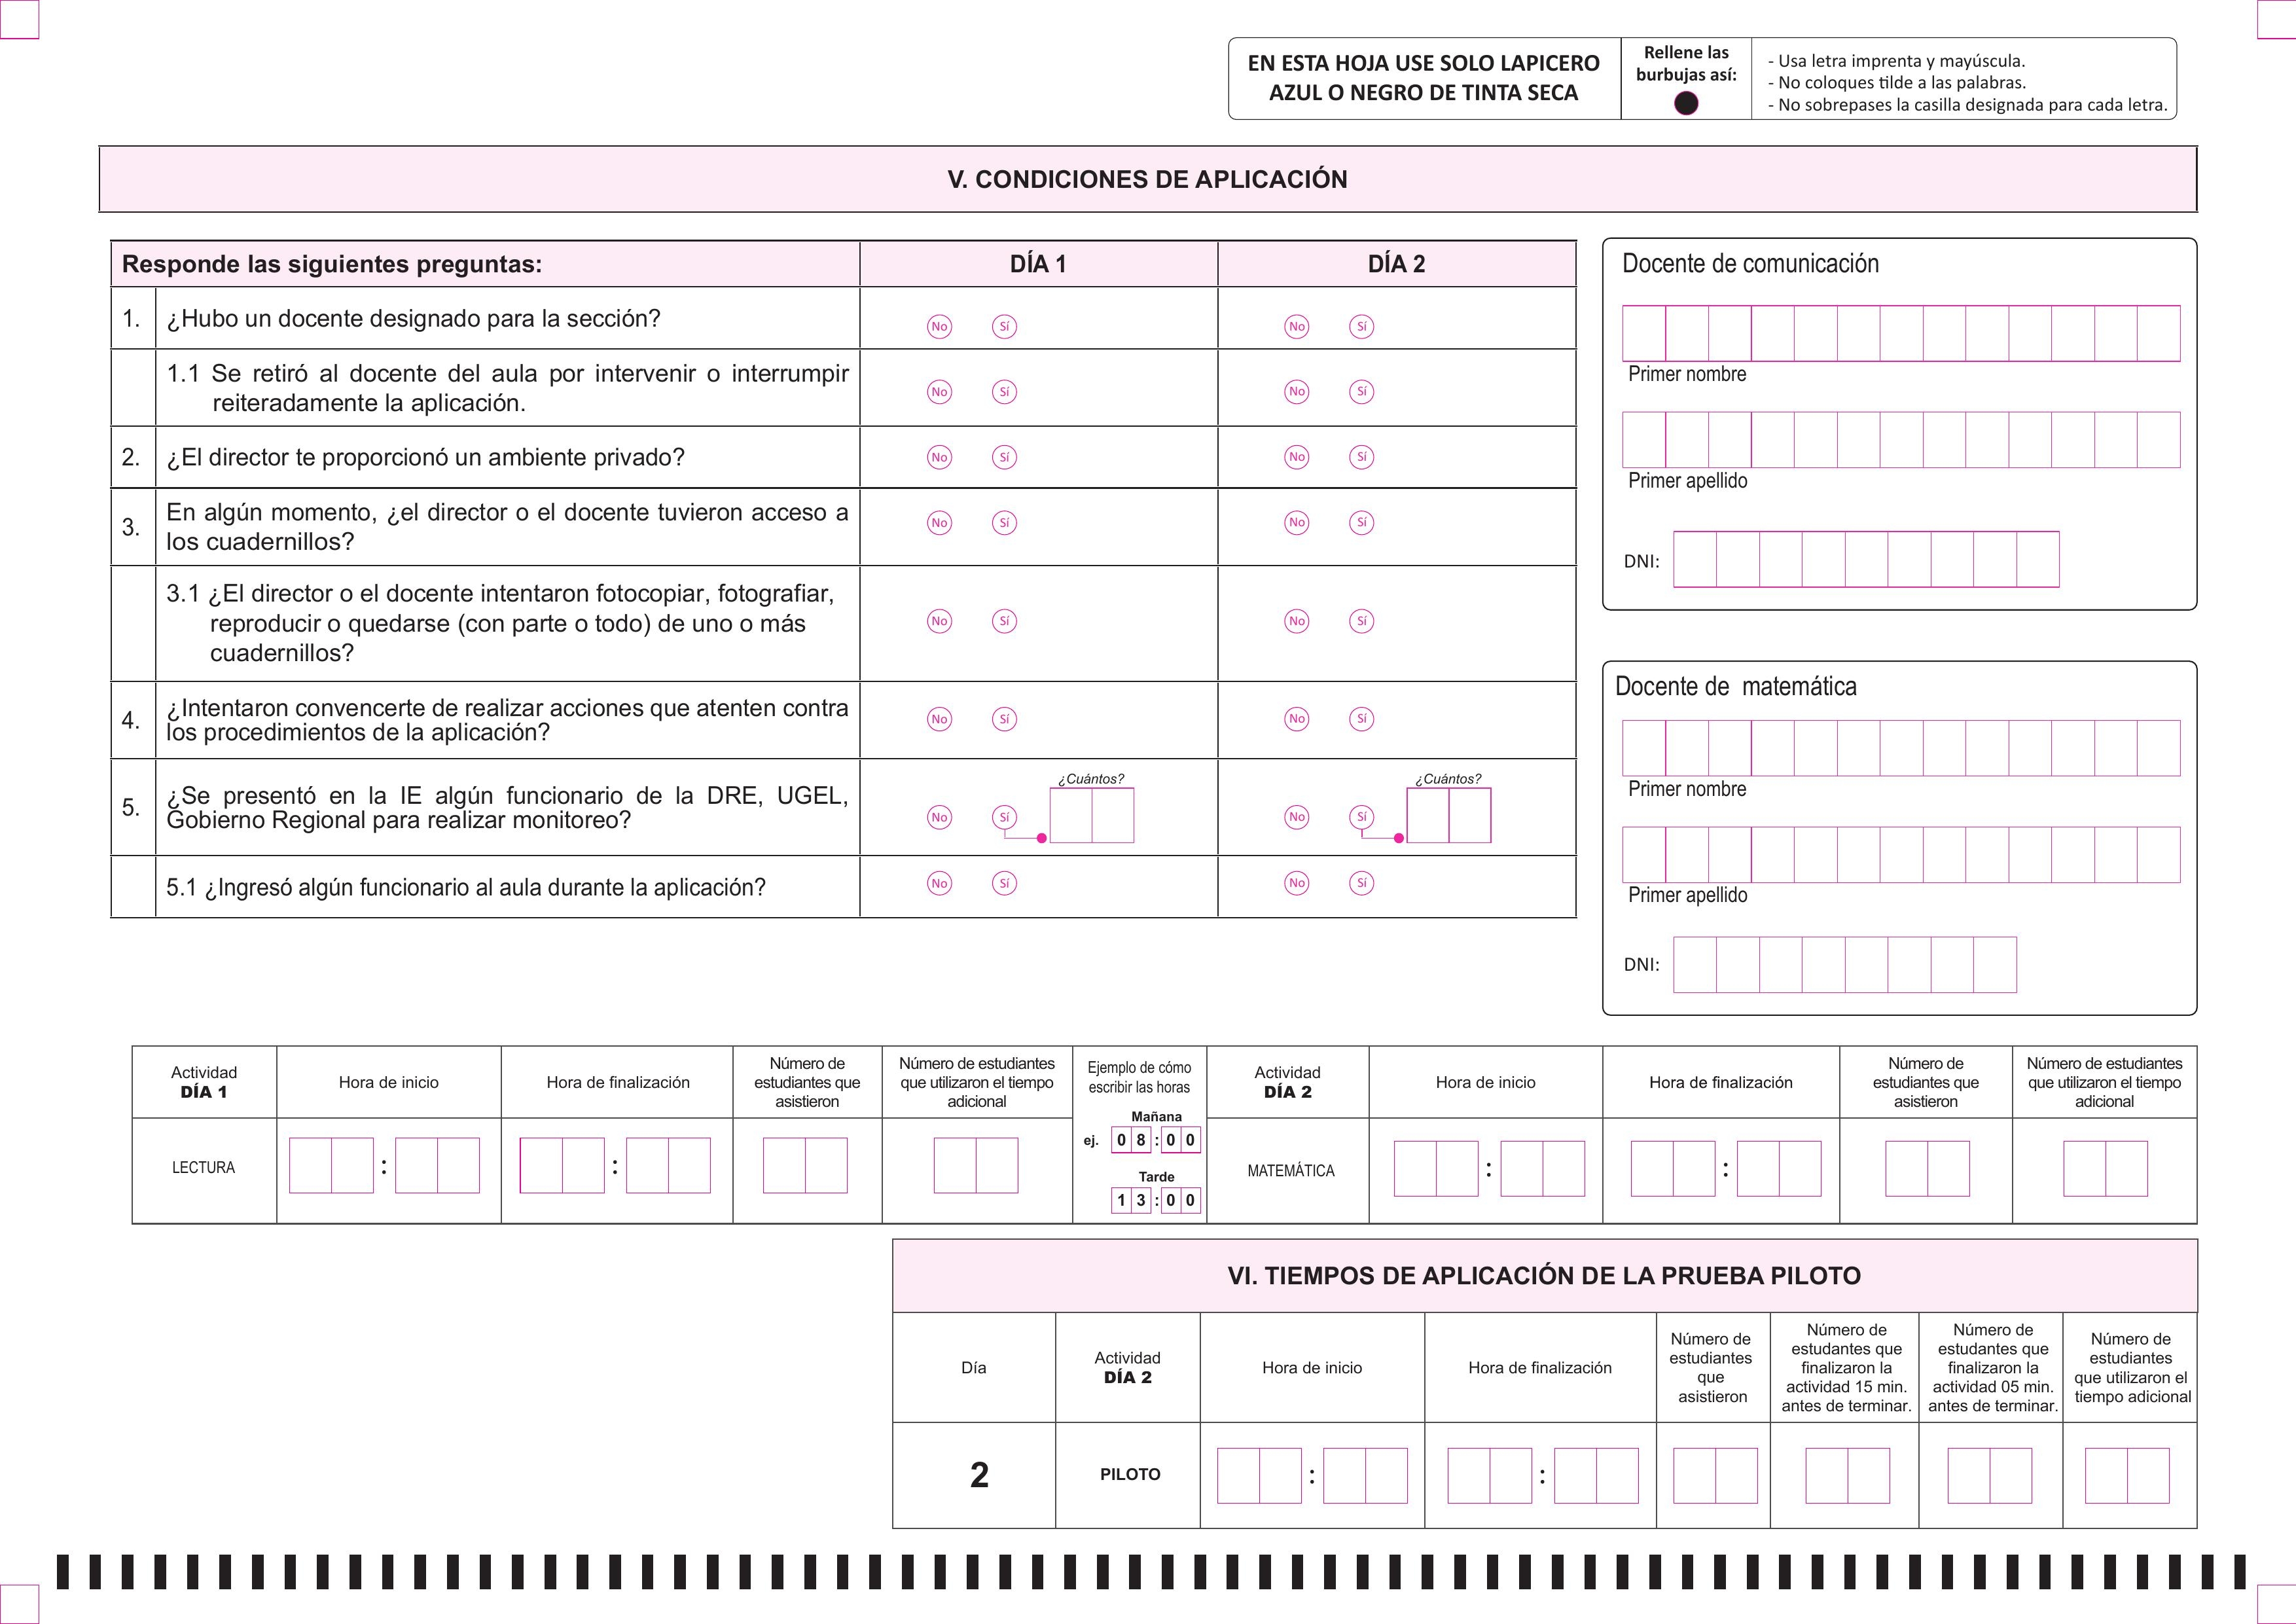 EN ESTA HOJA USE SOLO LAPICERO
AZUL O NEGRO DE TINTA SECA
Rellene las
burbujas así:
- Usa letra imprenta y mayúscula.
- No coloques tilde a las palabras.
- No sobrepases la casilla designada para cada letra.
V. CONDICIONES DE APLICACIÓN
Responde las siguientes preguntas: DÍA 1 DÍA 2
1. ¿Hubo un docente designado para la sección? No Sí No Sí
1.1 Se retiró al docente del aula por intervenir o interrumpir
reiteradamente la aplicación. No Sí No Sí
2. ¿El director te proporcionó un ambiente privado? No Sí No Sí
3. En algún momento, ¿el director o el docente tuvieron acceso a
los cuadernillos? No Sí No Sí
3.1 ¿El director o el docente intentaron fotocopiar, fotografiar,
reproducir o quedarse (con parte o todo) de uno o más
cuadernillos? No Sí No Sí
4. ¿Intentaron convencerte de realizar acciones que atenten contra
los procedimientos de la aplicación? No Sí No Sí
5. ¿Se presentó en la IE algún funcionario de la DRE, UGEL,
Gobierno Regional para realizar monitoreo? No Sí ¿Cuántos? No Sí ¿Cuántos?
5.1 ¿Ingresó algún funcionario al aula durante la aplicación? No Sí No Sí
Docente de comunicación
Primer nombre
Primer apellido
DNI:
Docente de matemática
Primer nombre
Primer apellido
DNI:
Actividad
DÍA 1
Hora de inicio
Hora de finalización
Número de
estudiantes que
asistieron
Número de estudiantes
que utilizaron el tiempo
adicional
Ejemplo de cómo
escribir las horas
Mañana
ej. 0 8 : 0 0
Tarde
1 3 : 0 0
Actividad
DÍA 2
Hora de inicio
Hora de finalización
Número de
estudiantes que
asistieron
Número de estudiantes
que utilizaron el tiempo
adicional
LECTURA : :
MATEMÁTICA : :
VI. TIEMPOS DE APLICACIÓN DE LA PRUEBA PILOTO
Día
Actividad
DÍA 2
Hora de inicio
Hora de finalización
Número de
estudiantes
que
asistieron
Número de
estudiantes que
finalizaron la
actividad 15 min.
antes de terminar.
Número de
estudiantes que
finalizaron la
actividad 05 min.
antes de terminar.
Número de
estudiantes
que utilizaron el
tiempo adicional
2 PILOTO : :